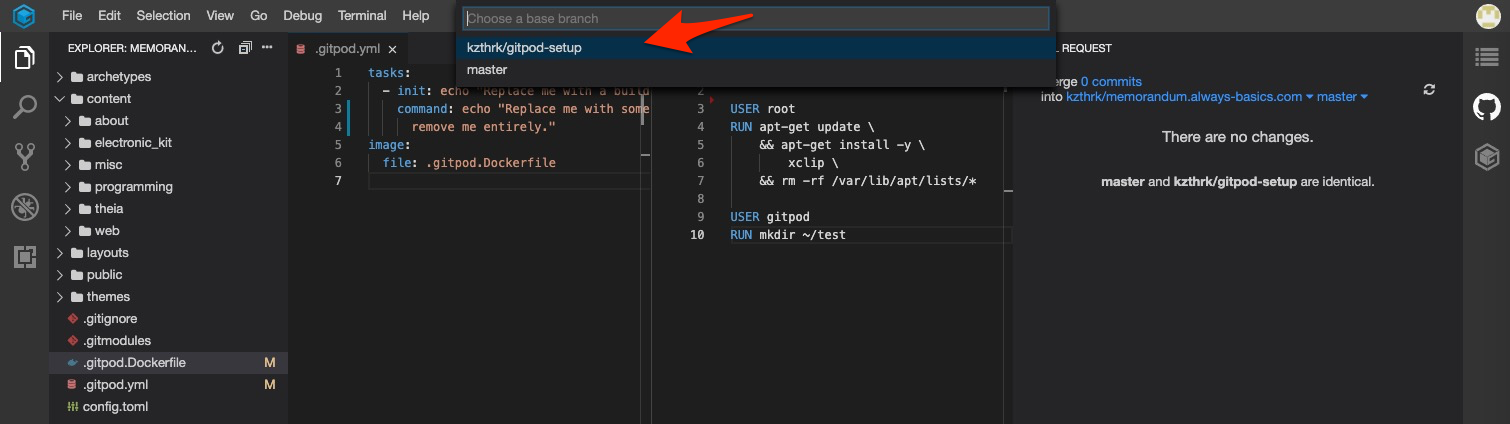 File Edit Selection View Go Debug Terminal Help
Choose a base branch
kzthrk/gitpod-setup
master
EXPLORER: MEMORAN...
archetypes
content
about
electronic_kit
misc
programming
theia
web
layouts
public
themes
.gitignore
.gitmodules
.gitpod.Dockerfile M
.gitpod.yml M
config.toml
.gitpod.yml ×
1 tasks:
2 - init: echo "Replace me with a build
3 command: echo "Replace me with some
4 remove me entirely."
5 image:
6 file: .gitpod.Dockerfile
7
2
3 USER root
4 RUN apt-get update \
5 && apt-get install -y \
6 xclip \
7 && rm -rf /var/lib/apt/lists/*
8
9 USER gitpod
10 RUN mkdir ~/test
L REQUEST
erge 0 commits
into kzthrk/memorandum.always-basics.com master
There are no changes.
master and kzthrk/gitpod-setup are identical.